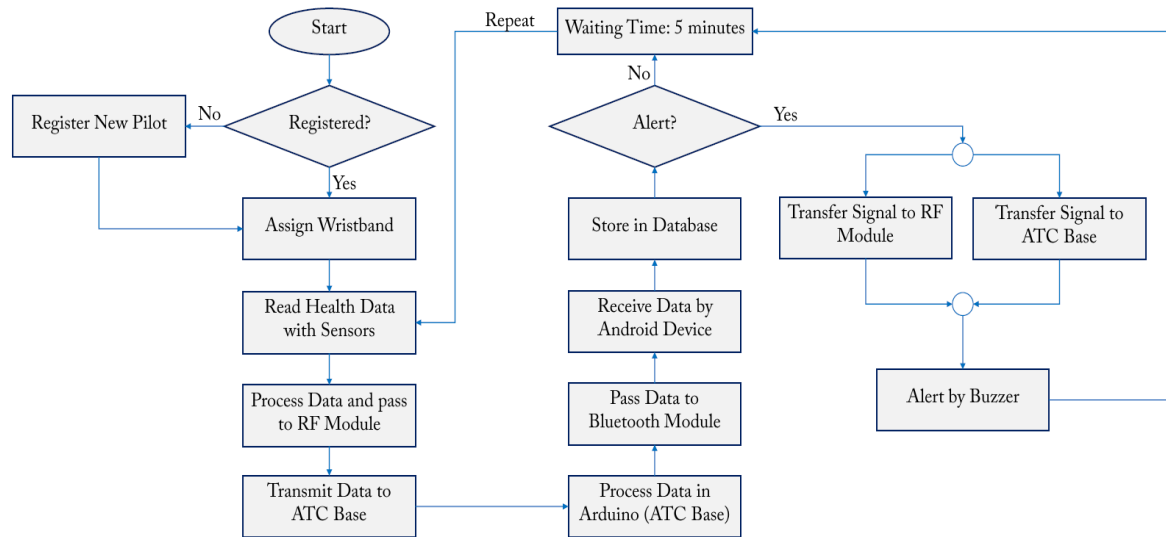 Start
Registered?
No
Register New Pilot
Yes
Assign Wristband
Read Health Data
with Sensors
Process Data and pass
to RF Module
Transmit Data to
ATC Base
Process Data in
Arduino (ATC Base)
Pass Data to
Bluetooth Module
Receive Data by
Android Device
Store in Database
Alert?
No
Waiting Time: 5 minutes
Repeat
Yes
Transfer Signal to RF
Module
Transfer Signal to
ATC Base
Alert by Buzzer